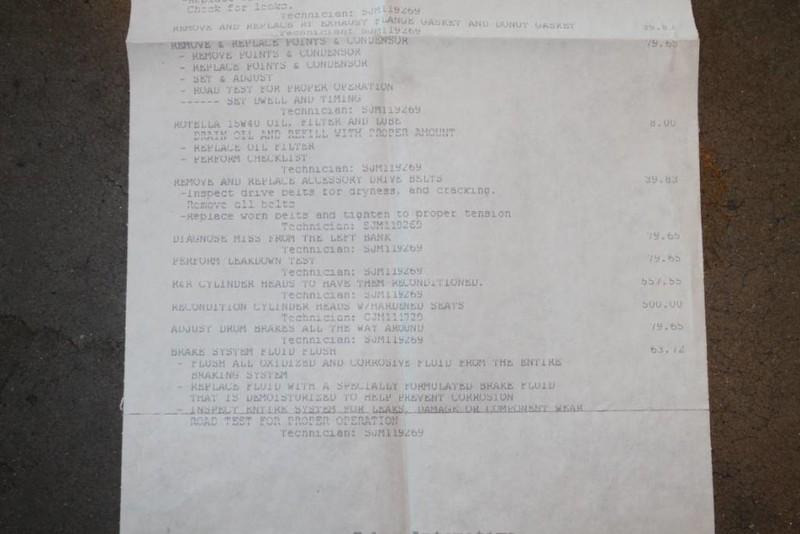 Check for leaks.
Technician: SJM119269
REMOVE AND REPLACE RT EXHAUST FLANGE GASKET AND DONUT GASKET 39.83
Technician: SJM119269
REMOVE & REPLACE POINTS & CONDENSOR 79.65
- REMOVE POINTS & CONDENSOR
- REPLACE POINTS & CONDENSOR
- SET & ADJUST
- ROAD TEST FOR PROPER OPERATION
------ SET DWELL AND TIMING
Technician: SJM119269
ROTELLA 15W40 OIL, FILTER AND LUBE 8.00
DRAIN OIL AND REFILL WITH PROPER AMOUNT
- REPLACE OIL FILTER
- PERFORM CHECKLIST
Technician: SJM119269
REMOVE AND REPLACE ACCESSORY DRIVE BELTS 39.83
-Inspect drive belts for dryness, and cracking.
Remove all belts
-Replace worn belts and tighten to proper tension
Technician: SJM119269
DIAGNOSE MISS FROM THE LEFT BANK 79.65
Technician: SJM119269
PERFORM LEAKDOWN TEST 79.65
Technician: SJM119269
R&R CYLINDER HEADS TO HAVE THEM RECONDITIONED. 557.55
Technician: SJM119269
RECONDITION CYLINDER HEADS W/HARDENED SEATS 500.00
Technician:
ADJUST DRUM BRAKES ALL THE WAY AROUND 79.65
Technician: SJM119269
BRAKE SYSTEM FLUID FLUSH 63.72
- FLUSH ALL OXIDIZED AND CORROSIVE FLUID FROM THE ENTIRE
BRAKING SYSTEM
- REPLACE FLUID WITH A SPECIALLY FORMULATED BRAKE FLUID
THAT IS DEMOISTURIZED TO HELP PREVENT CORROSION
- INSPECT ENTIRE SYSTEM FOR LEAKS, DAMAGE OR COMPONENT WEAR
ROAD TEST FOR PROPER OPERATION
Technician: SJM119269